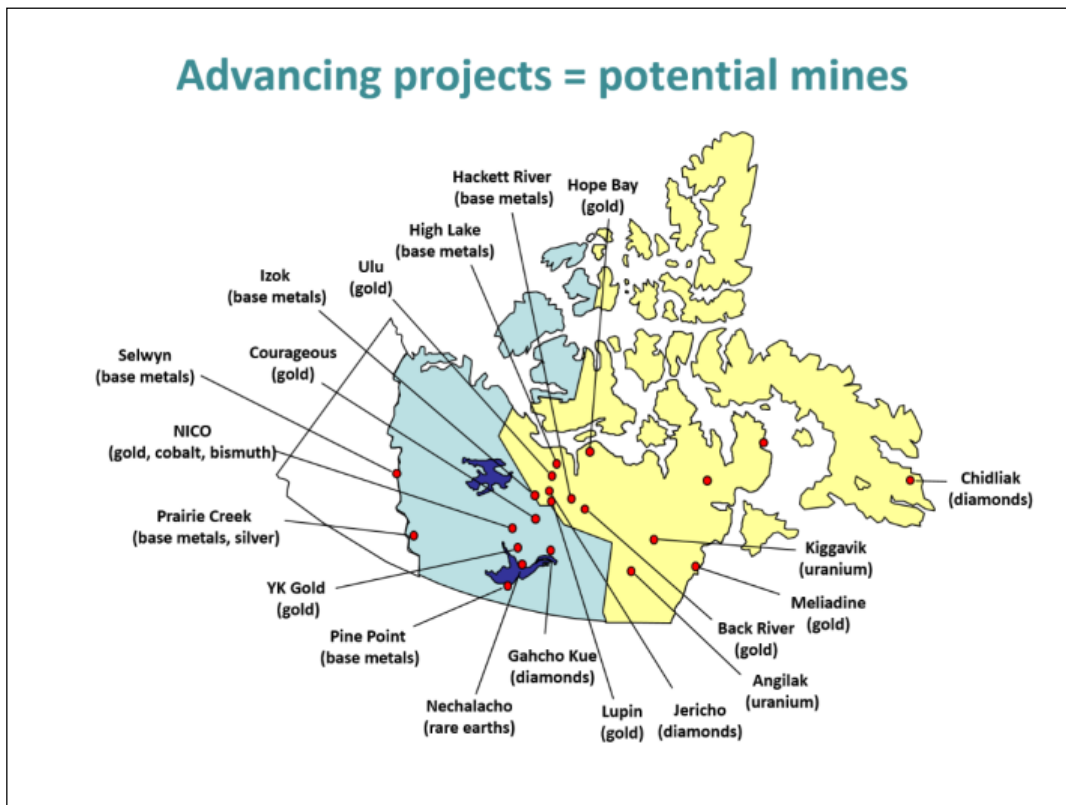 Advancing projects = potential mines
Hackett River
(base metals)
Hope Bay
(gold)
High Lake
(base metals)
Ulu
(gold)
Izok
(base metals)
Courageous
(gold)
Selwyn
(base metals)
NICO
(gold, cobalt, bismuth)
Prairie Creek
(base metals, silver)
YK Gold
(gold)
Pine Point
(base metals)
Nechalacho
(rare earths)
Gahcho Kue
(diamonds)
Lupin
(gold)
Jericho
(diamonds)
Angilak
(uranium)
Back River
(gold)
Meliadine
(gold)
Kiggavik
(uranium)
Chidliak
(diamonds)